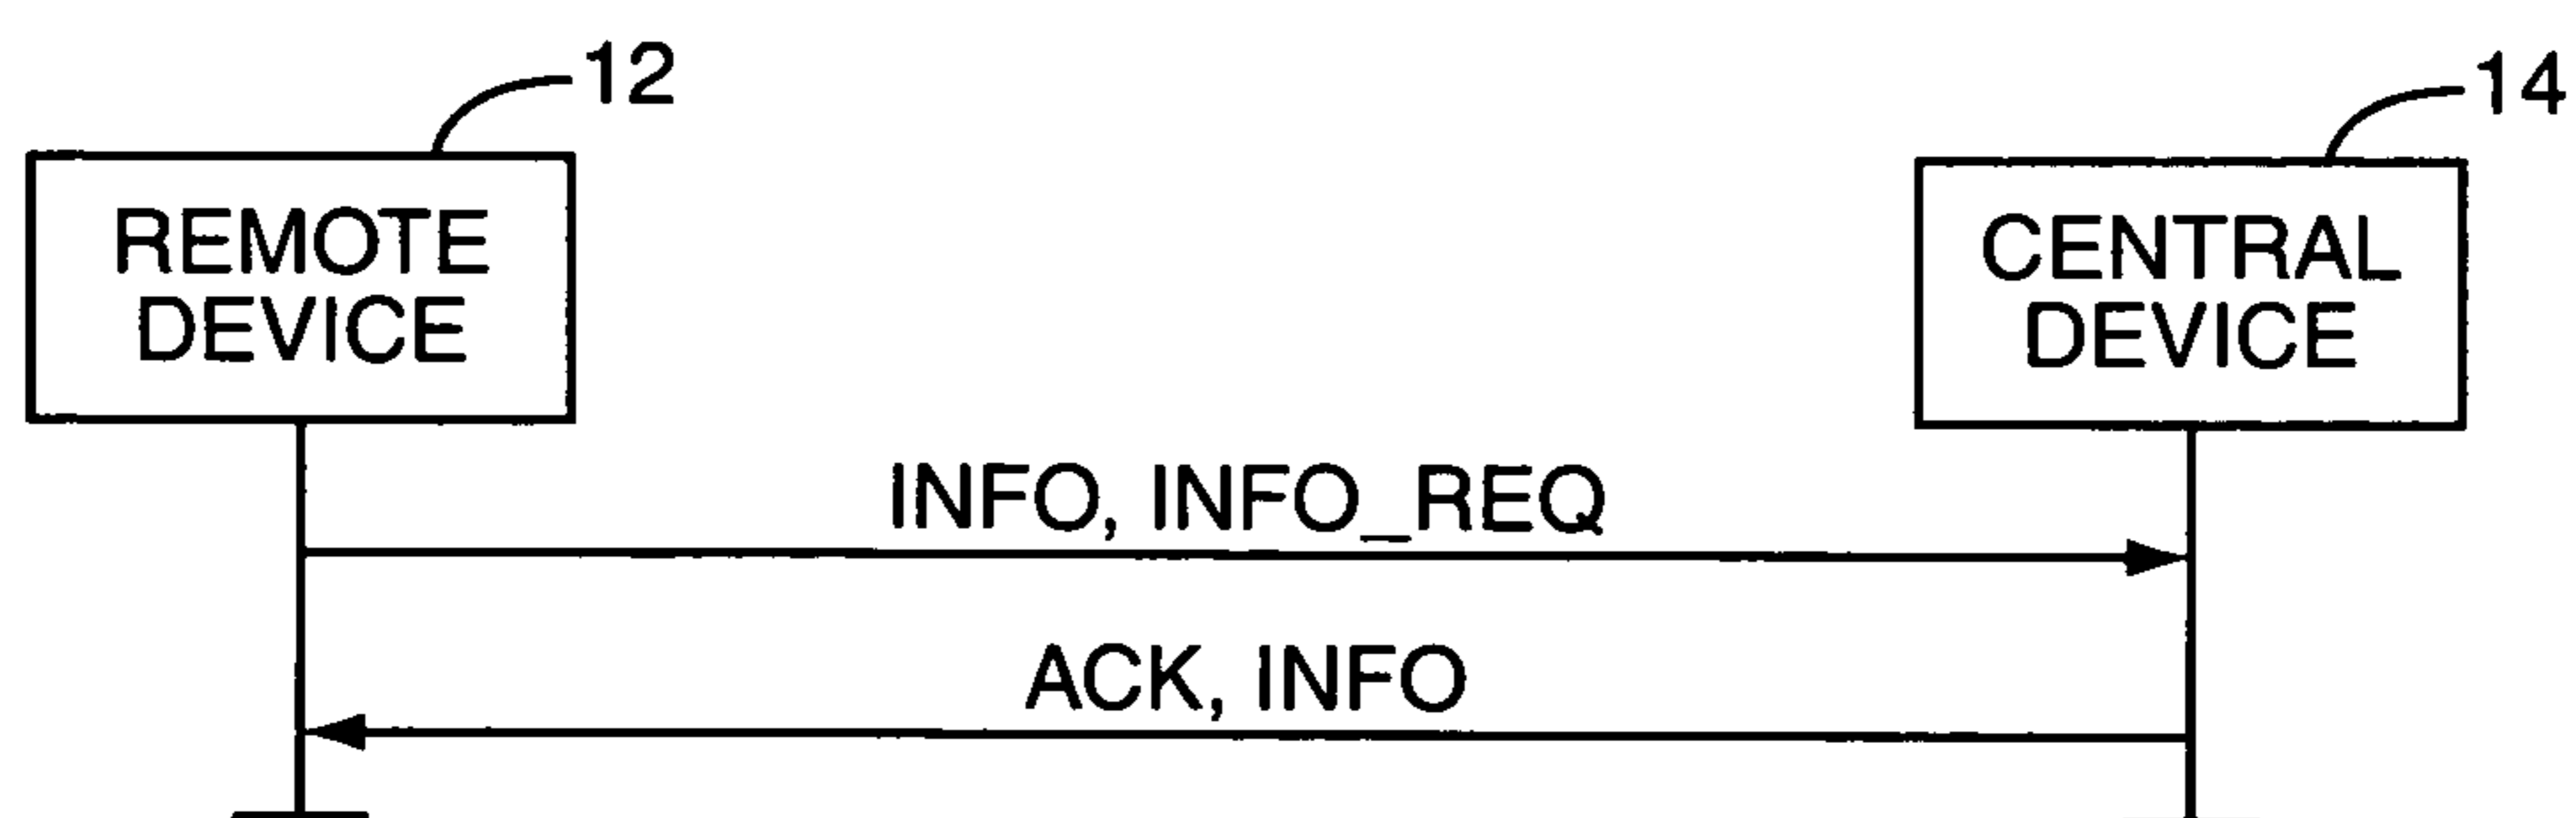 12
14
REMOTE
DEVICE
CENTRAL
DEVICE
INFO, INFO_REQ
ACK, INFO